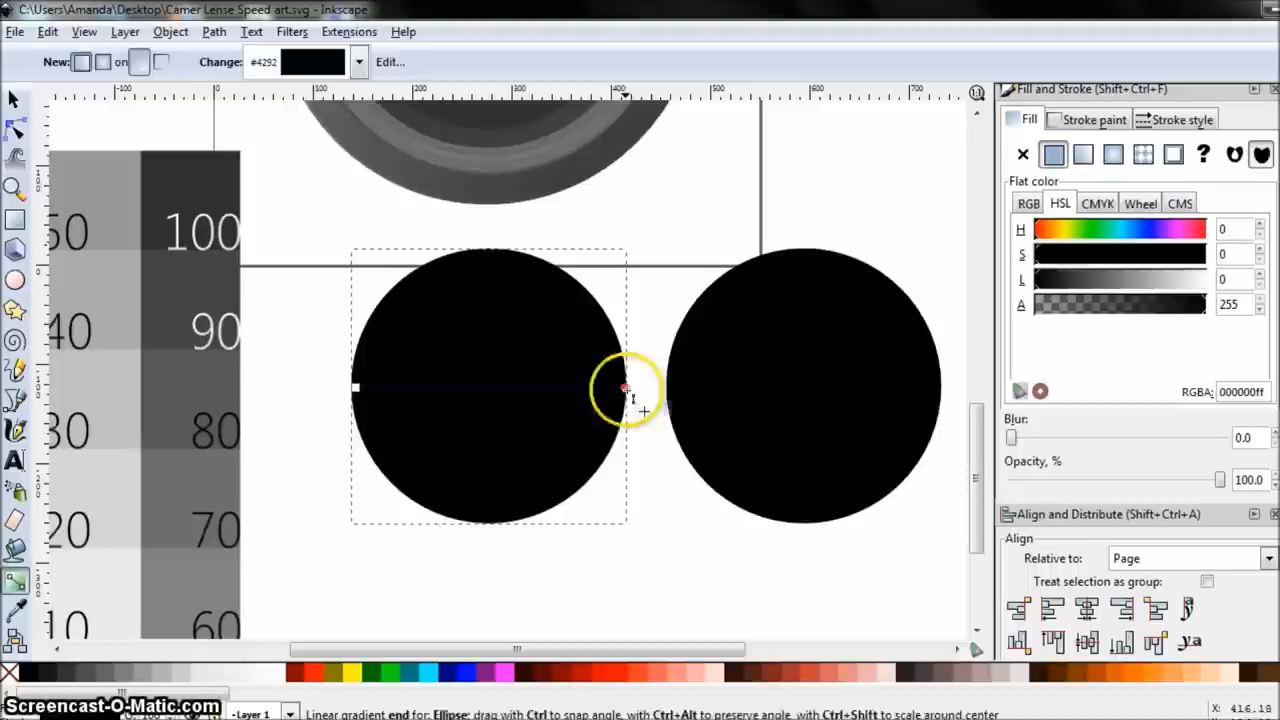 C:\Users\Amanda\Desktop\Camer Lense Speed art.svg - Inkscape
File Edit View Layer Object Path Text Filters Extensions Help
New: on Change: #4292 Edit...
-100 0 100 200 300 400 500 600 700
Fill and Stroke (Shift+Ctrl+F)
Fill Stroke paint Stroke style
?
Flat color
RGB HSL CMYK Wheel CMS
H 0
S 0
L 0
A 255
RGBA: 000000ff
Blur:
0.0
Opacity, %
100.0
Align and Distribute (Shift+Ctrl+A)
Align
Relative to: Page
Treat selection as group:
50 100
40 90
30 80
20 70
10 60
Screencast-O-Matic.com
-Layer 1 Linear gradient end for: Ellipse; drag with Ctrl to snap angle, with Ctrl+Alt to preserve angle, with Ctrl+Shift to scale around center
X: 416.18